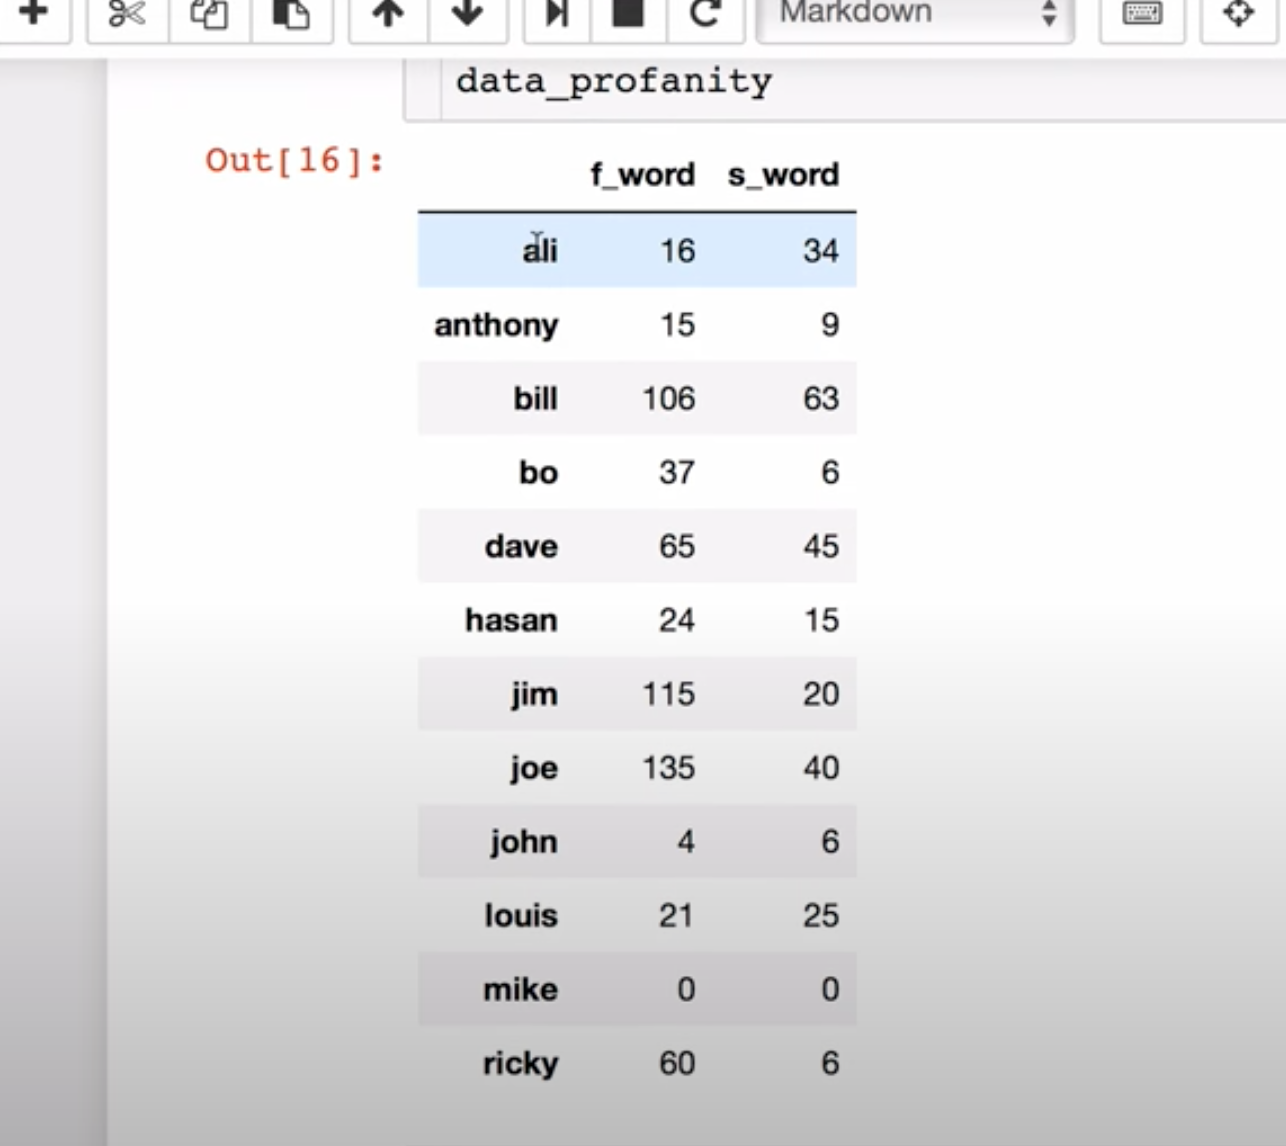 Markdown
data_profanity
Out[16]:
f_word s_word
ali 16 34
anthony 15 9
bill 106 63
bo 37 6
dave 65 45
hasan 24 15
jim 115 20
joe 135 40
john 4 6
louis 21 25
mike 0 0
ricky 60 6